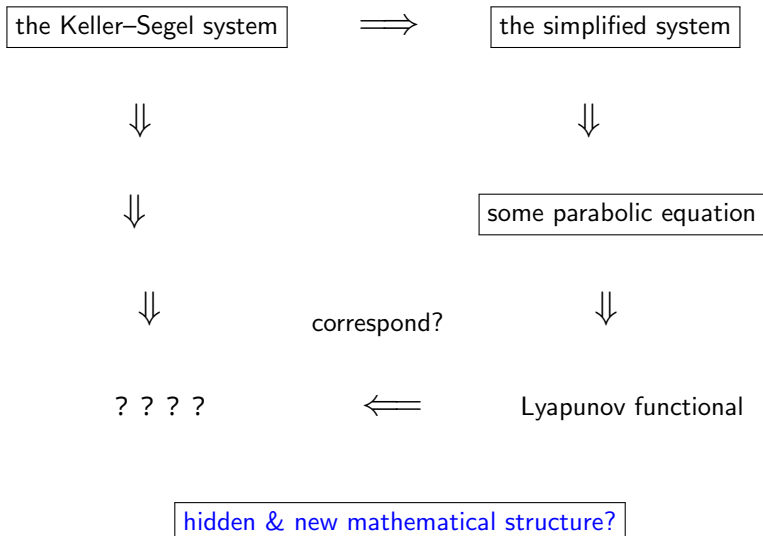 the Keller–Segel system ⟹ the simplified system
⇓ ⇓
⇓ some parabolic equation
⇓ ⇓
correspond?
? ? ? ? ⟸ Lyapunov functional
hidden & new mathematical structure?